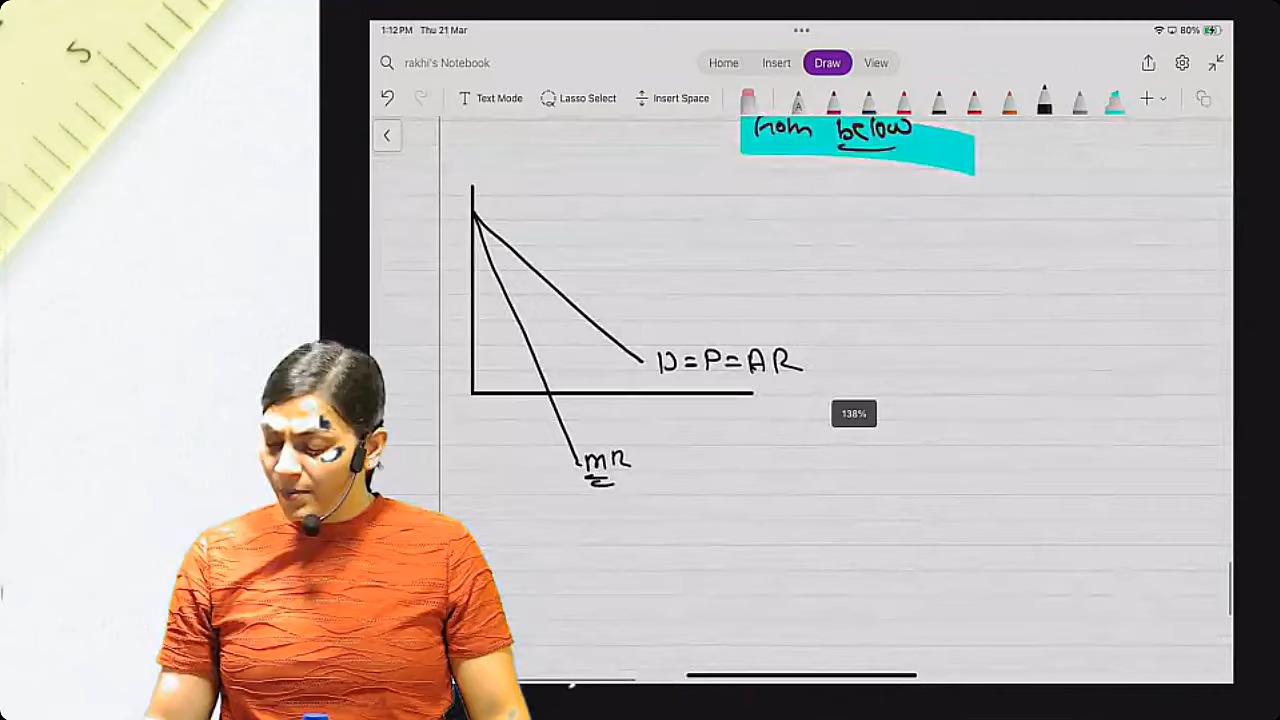 5
1:12 PM Thu 21 Mar
80%
rakhi's Notebook
Home Insert Draw View
Text Mode Lasso Select Insert Space
from below
D = P = AR
138%
MR